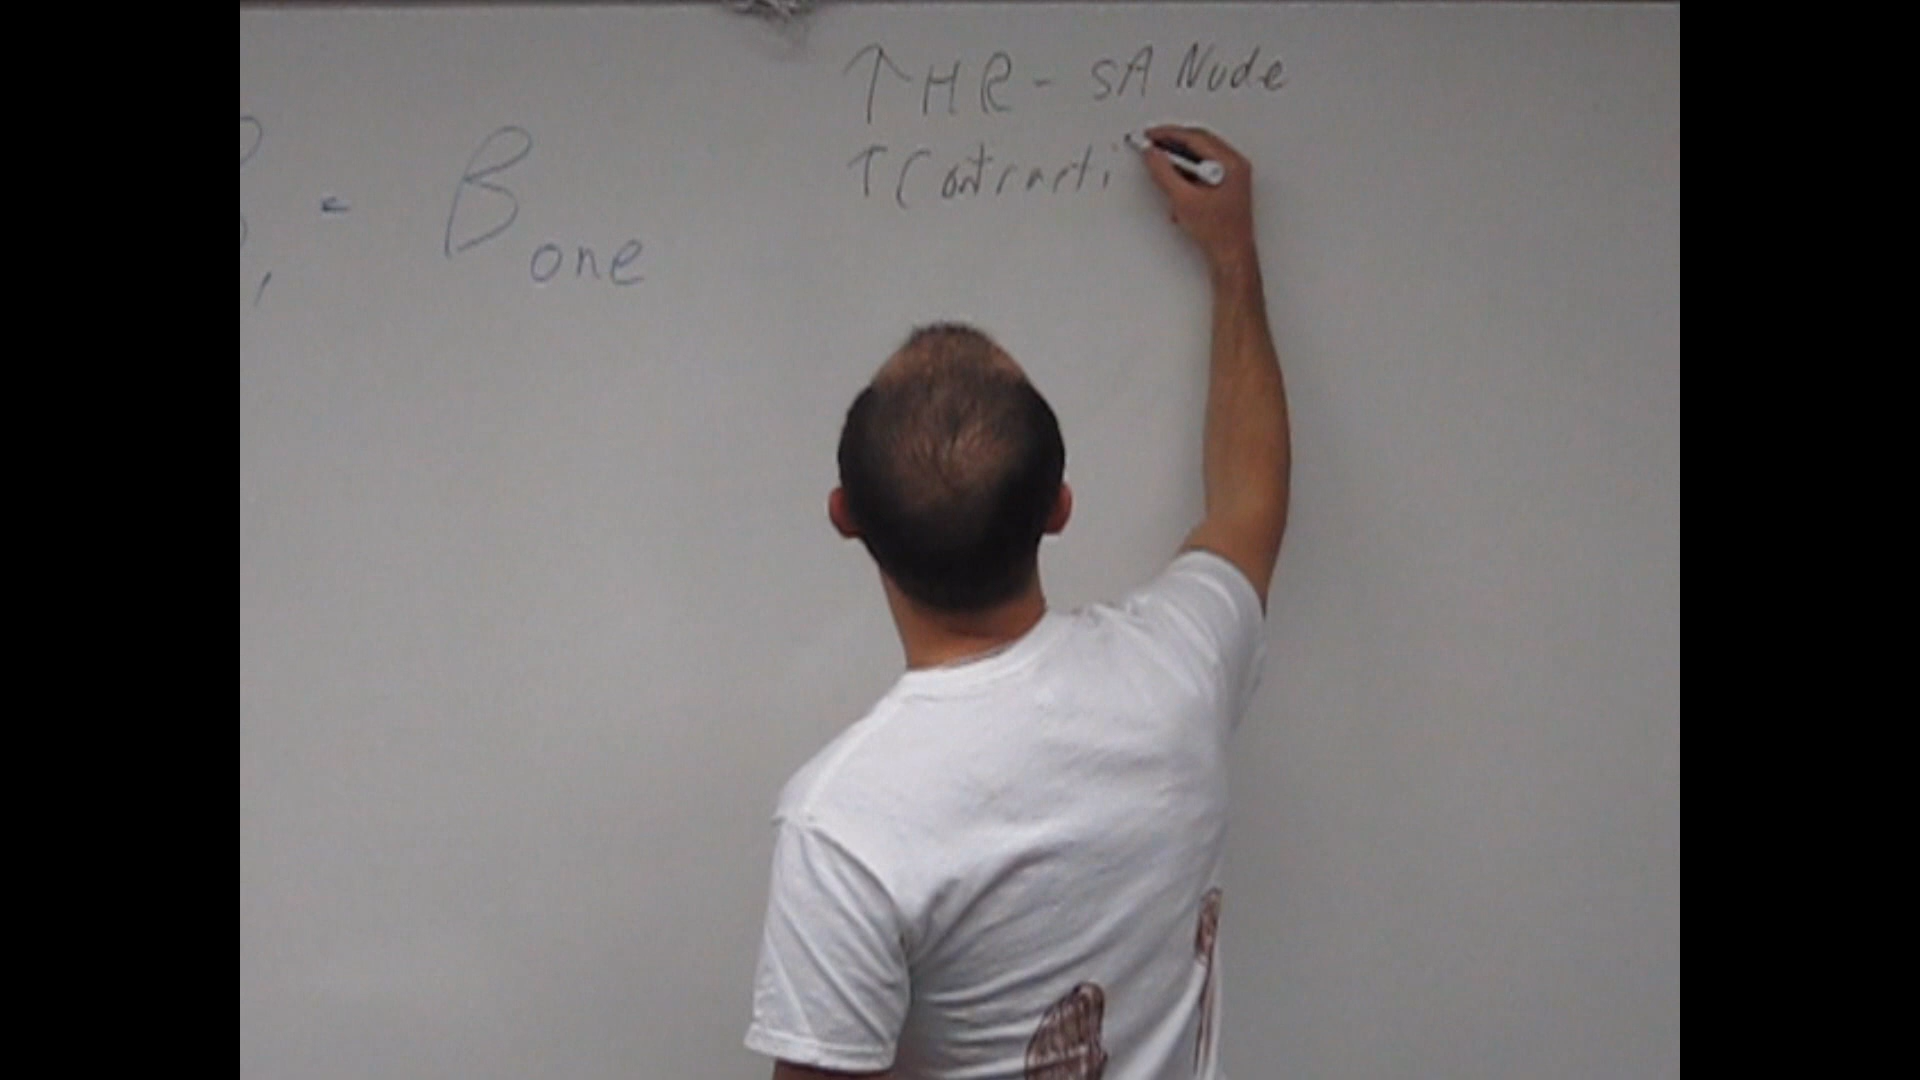 ↑ HR - SA Node
↑ Contracti
B, - B one